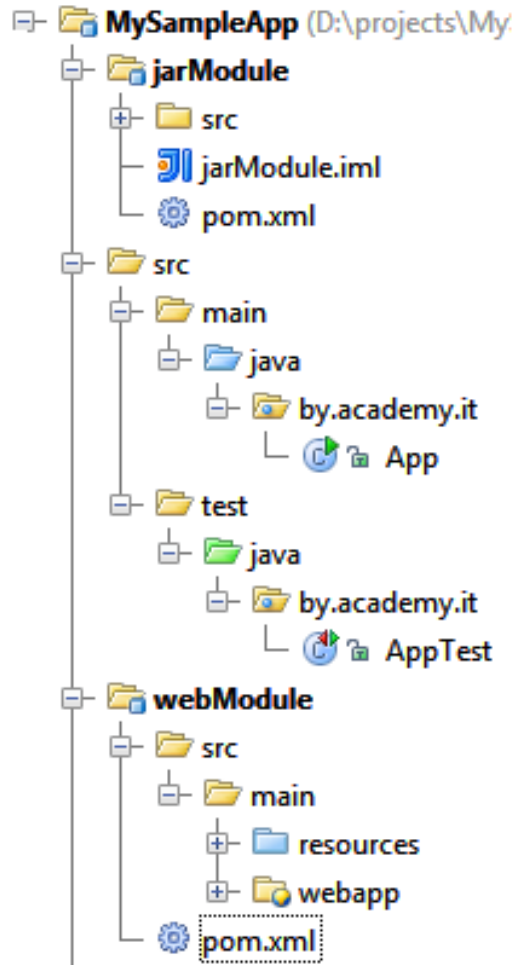 MySampleApp (D:\projects\My
jarModule
src
jarModule.iml
pom.xml
src
main
java
by.academy.it
App
test
java
by.academy.it
AppTest
webModule
src
main
resources
webapp
pom.xml